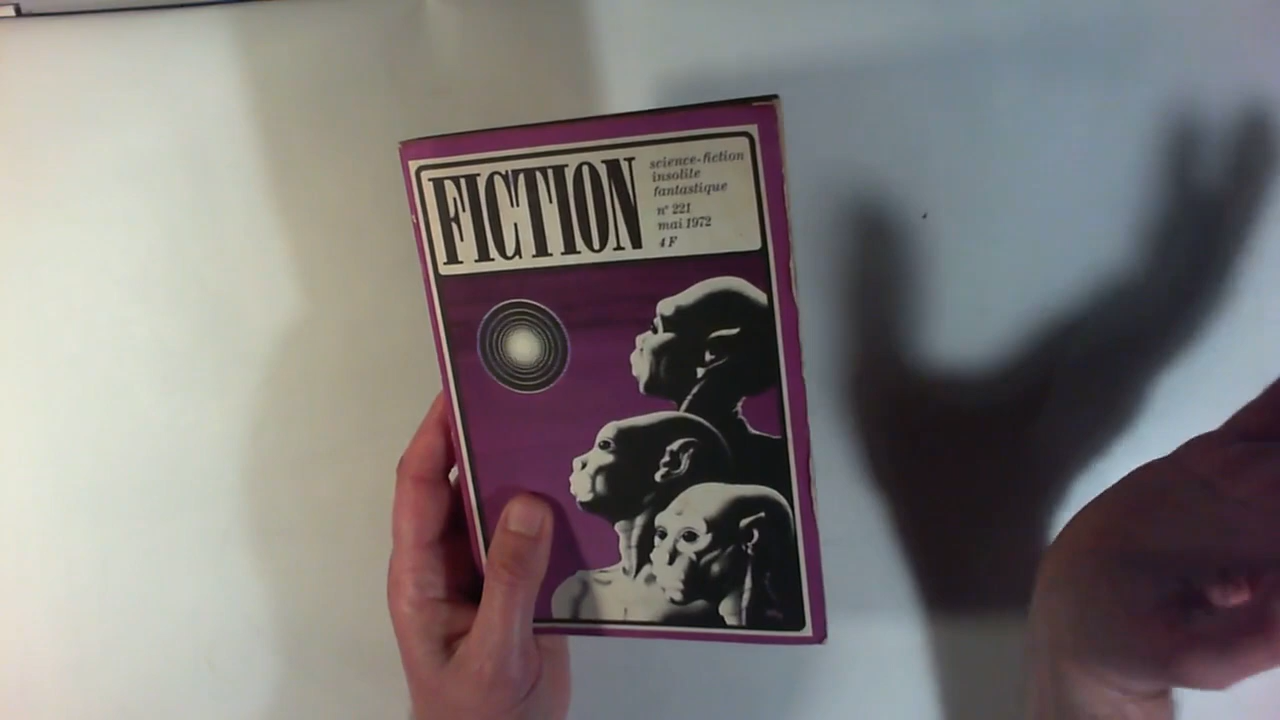 FICTION
science-fiction
insolite
fantastique
n° 221
mai 1972
4 F